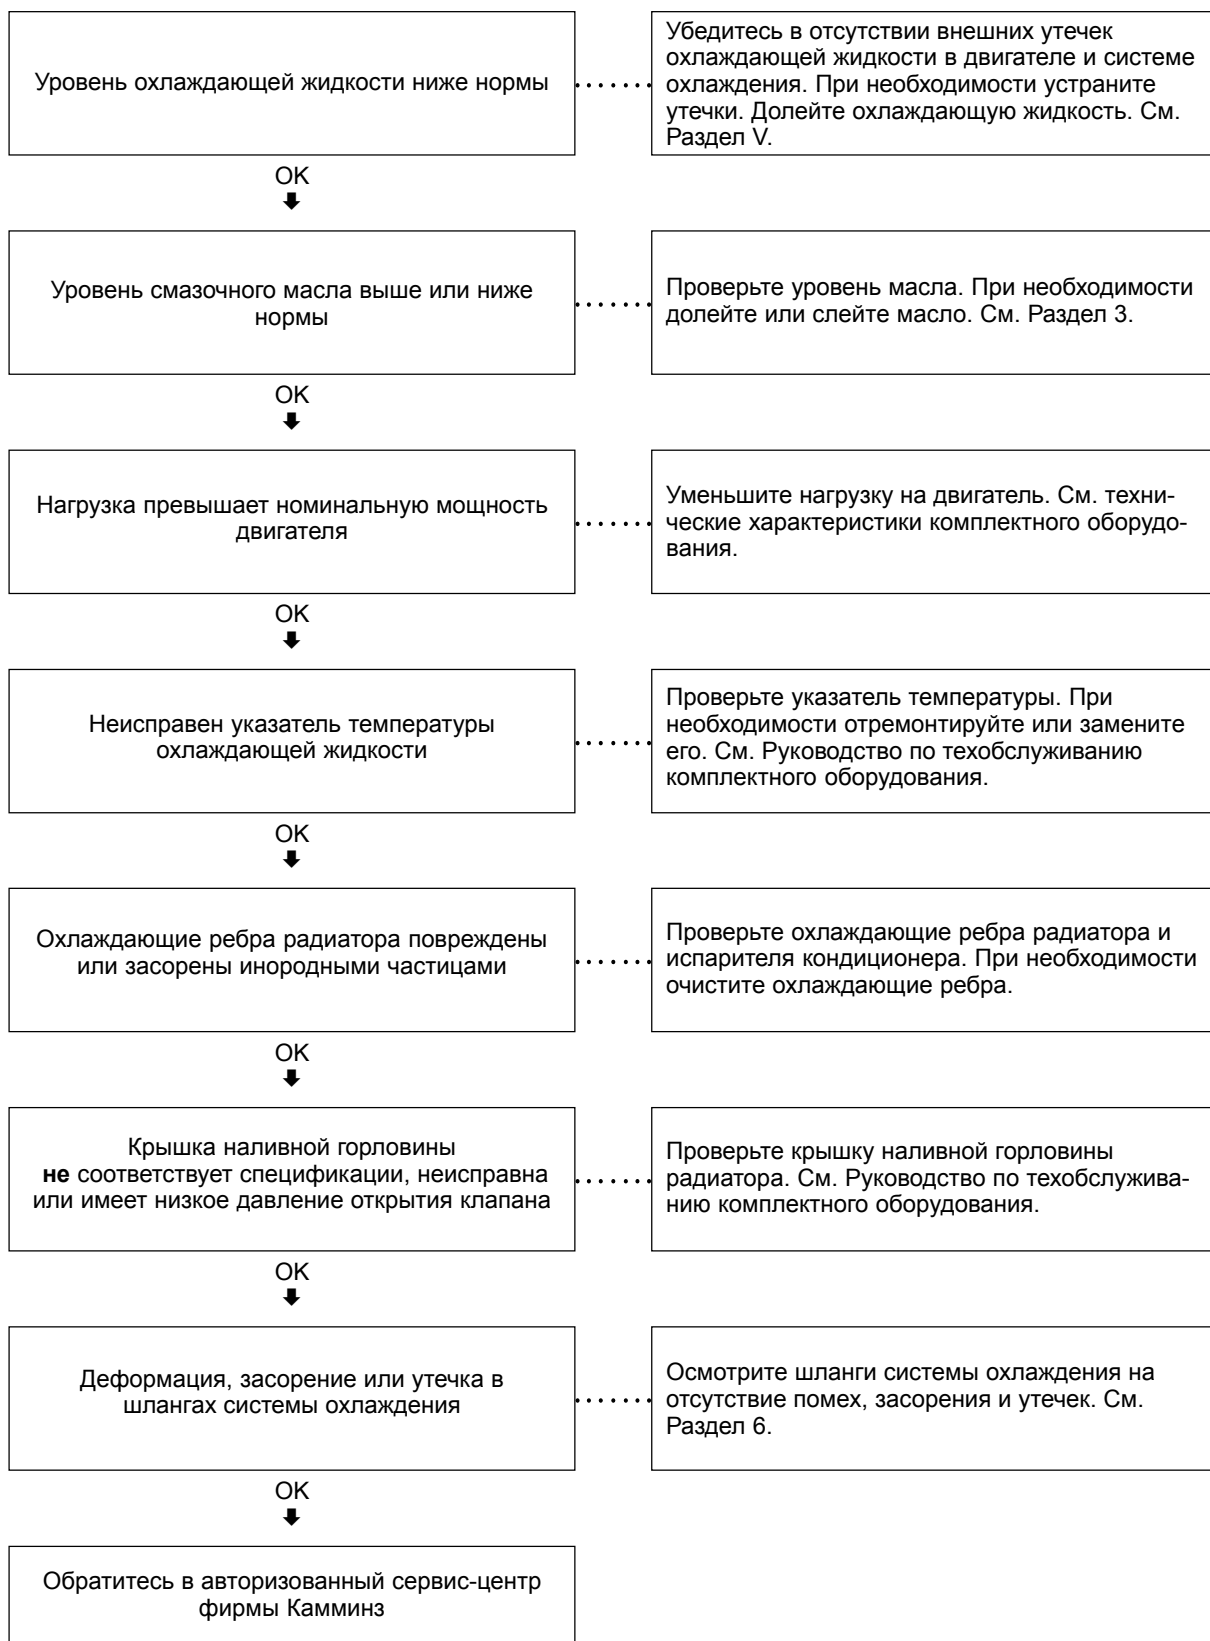 Уровень охлаждающей жидкости ниже нормы
Убедитесь в отсутствии внешних утечек
охлаждающей жидкости в двигателе и системе
охлаждения. При необходимости устраните
утечки. Долейте охлаждающую жидкость. См.
Раздел V.
OK
Уровень смазочного масла выше или ниже
нормы
Проверьте уровень масла. При необходимости
долейте или слейте масло. См. Раздел 3.
OK
Нагрузка превышает номинальную мощность
двигателя
Уменьшите нагрузку на двигатель. См. техни-
ческие характеристики комплектного оборудо-
вания.
OK
Неисправен указатель температуры
охлаждающей жидкости
Проверьте указатель температуры. При
необходимости отремонтируйте или замените
его. См. Руководство по техобслуживанию
комплектного оборудования.
OK
Охлаждающие ребра радиатора повреждены
или засорены инородными частицами
Проверьте охлаждающие ребра радиатора и
испарителя кондиционера. При необходимости
очистите охлаждающие ребра.
OK
Крышка наливной горловины
не соответствует спецификации, неисправна
или имеет низкое давление открытия клапана
Проверьте крышку наливной горловины
радиатора. См. Руководство по техобслужива-
нию комплектного оборудования.
OK
Деформация, засорение или утечка в
шлангах системы охлаждения
Осмотрите шланги системы охлаждения на
отсутствие помех, засорения и утечек. См.
Раздел 6.
OK
Обратитесь в авторизованный сервис-центр
фирмы Камминз